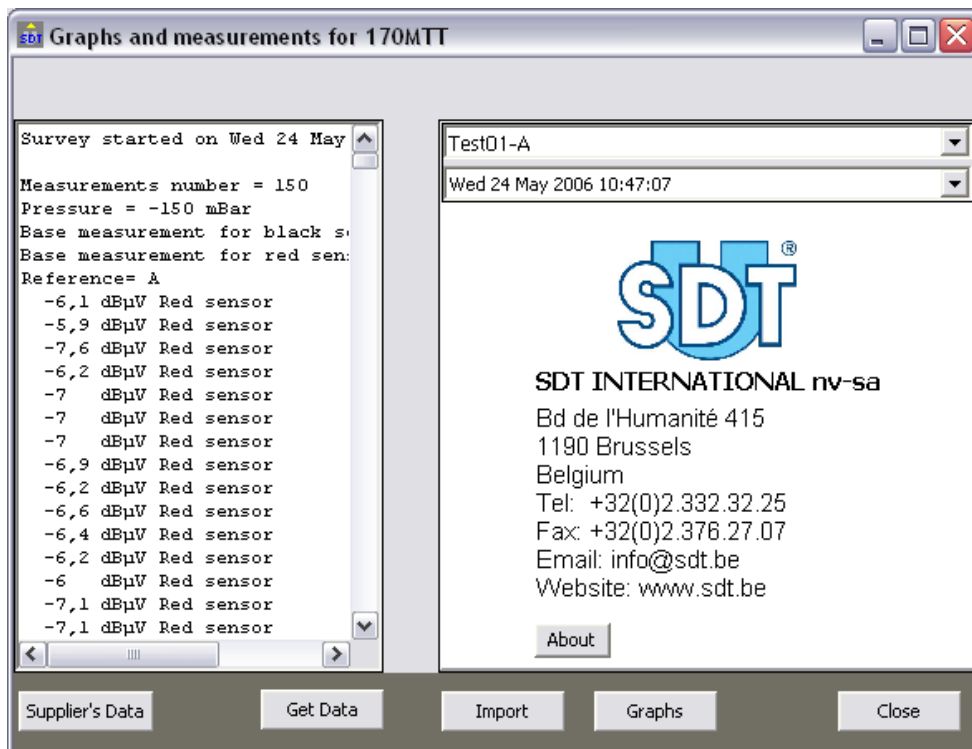 SDT Graphs and measurements for 170MTT
Survey started on Wed 24 May
Measurements number = 150
Pressure = -150 mBar
Base measurement for black s
Base measurement for red sen
Reference= A
-6,1 dBµV Red sensor
-5,9 dBµV Red sensor
-7,6 dBµV Red sensor
-6,2 dBµV Red sensor
-7 dBµV Red sensor
-7 dBµV Red sensor
-7 dBµV Red sensor
-6,9 dBµV Red sensor
-6,2 dBµV Red sensor
-6,6 dBµV Red sensor
-6,4 dBµV Red sensor
-6,2 dBµV Red sensor
-6 dBµV Red sensor
-7,1 dBµV Red sensor
-7,1 dBµV Red sensor
Test01-A
Wed 24 May 2006 10:47:07
SDT®
SDT INTERNATIONAL nv-sa
Bd de l'Humanité 415
1190 Brussels
Belgium
Tel: +32(0)2.332.32.25
Fax: +32(0)2.376.27.07
Email: info@sdt.be
Website: www.sdt.be
About
Supplier's Data
Get Data
Import
Graphs
Close